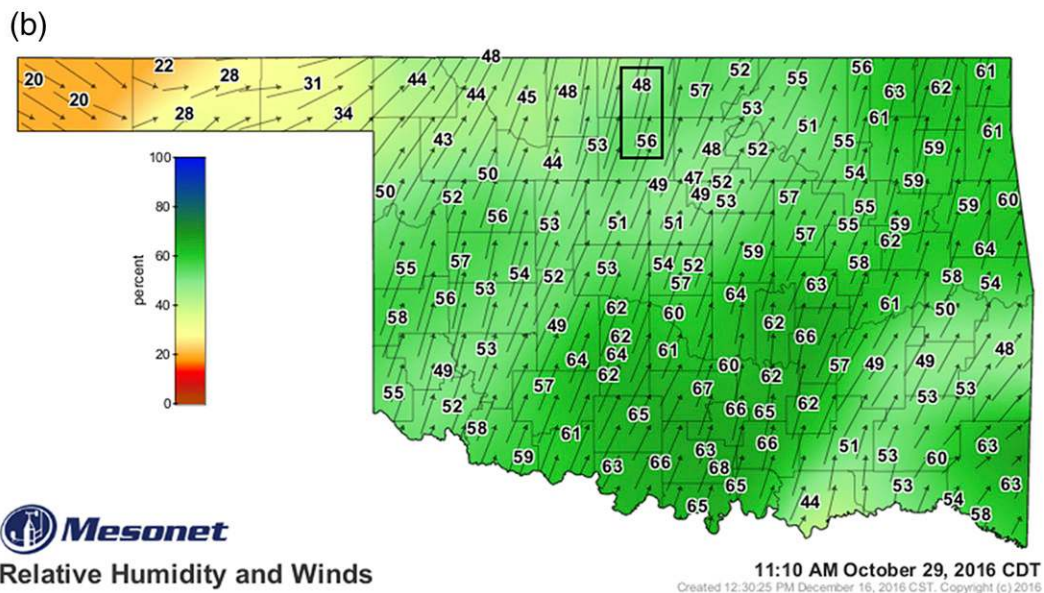 (b)
48
20 22 28 31 44 44 45 48 48 57 52 55 56 63 62 61
20 28 34 43 44 53 56 48 53 52 51 55 61 59 61
50 50 52 49 47 49 52 53 57 54 59 59 60
56 53 51 51 57 55 55 59 62 64
55 57 54 53 52 53 54 52 57 59 58 63 58 54
58 56 49 62 60 64 62 66 61 50
53 49 64 62 64 62 61 60 62 57 49 49 48
55 52 58 57 65 67 66 65 62 53 53
59 61 63 66 63 68 65 66 51 53 60 63
65 44 53 54 58 63
100
80
60
40
20
0
percent
Mesonet
Relative Humidity and Winds
11:10 AM October 29, 2016 CDT
Created 12:30:25 PM December 16, 2016 CST. Copyright (c) 2016